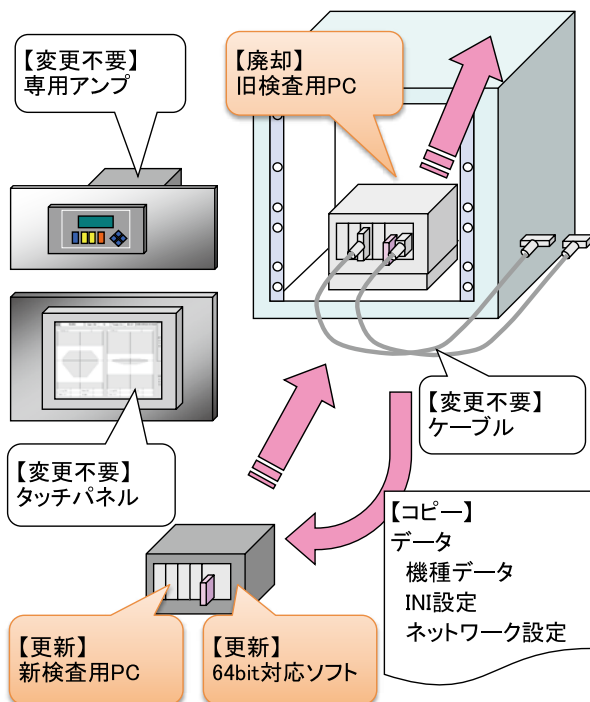 【変更不要】
専用アンプ
【廃却】
旧検査用PC
【変更不要】
タッチパネル
【変更不要】
ケーブル
【コピー】
データ
機種データ
INI設定
ネットワーク設定
【更新】
新検査用PC
【更新】
64bit対応ソフト